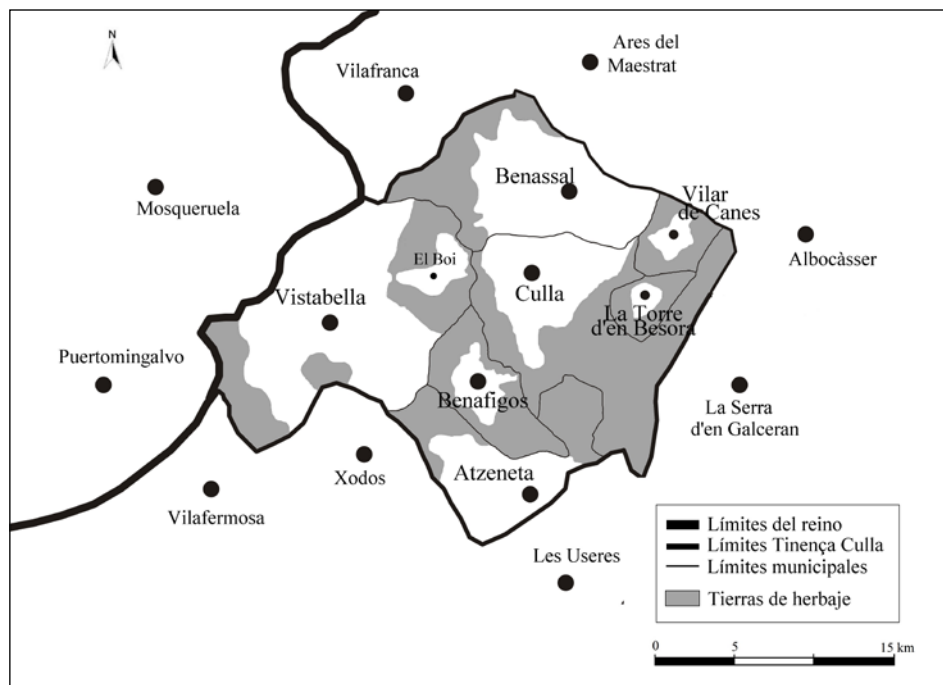 N
Ares del
Maestrat
Vilafranca
Benassal
Mosqueruela
Vilar
de Canes
Albocàsser
El Boi
Culla
Vistabella
La Torre
d'en Besora
Puertomingalvo
Benafigos
La Serra
d'en Galceran
Xodos
Atzeneta
Vilafermosa
Les Useres
Límites del reino
Límites Tinença Culla
Límites municipales
Tierras de herbaje
0 5 15 km